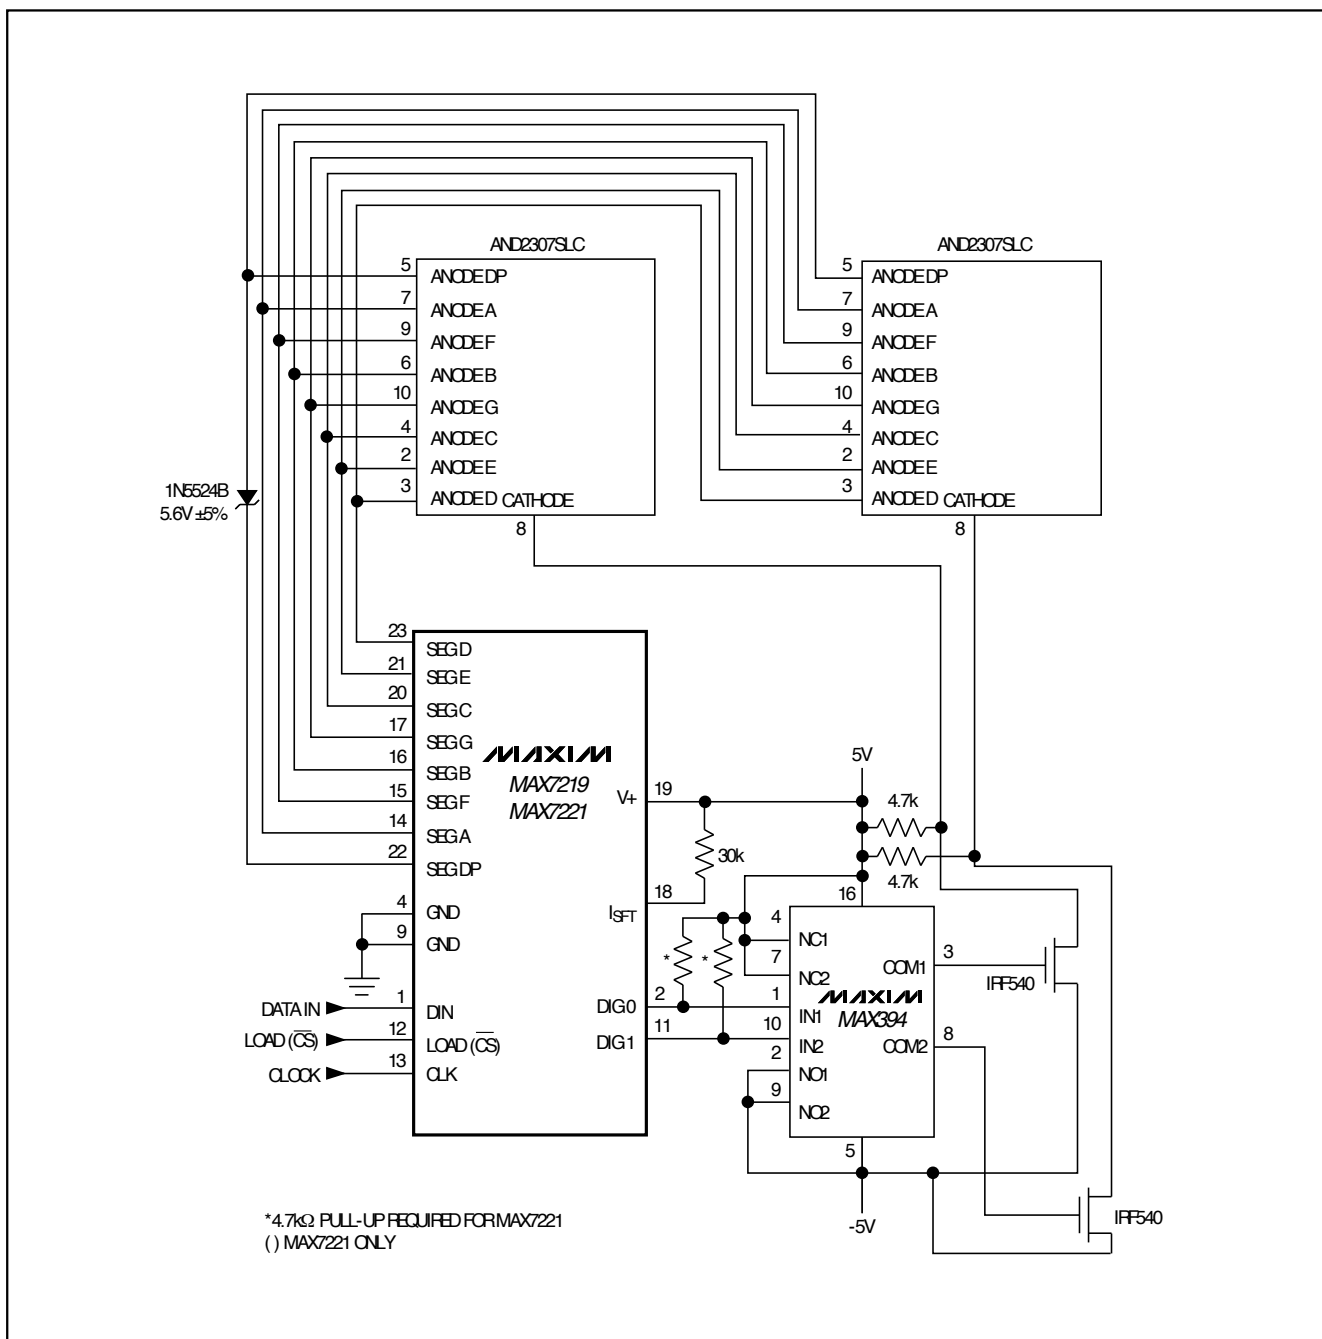 AND2307SLC
5 ANODE DP
7 ANODE A
9 ANODE F
6 ANODE B
10 ANODE G
4 ANODE C
2 ANODE E
3 ANODE D CATHODE
8
AND2307SLC
5 ANODE DP
7 ANODE A
9 ANODE F
6 ANODE B
10 ANODE G
4 ANODE C
2 ANODE E
3 ANODE D CATHODE
8
1N5524B
5.6V ±5%
23 SEG D
21 SEG E
20 SEG C
17 SEG G
16 SEG B
15 SEG F
14 SEG A
22 SEG DP
4 GND
9 GND
DATA IN 1 DIN
LOAD (C̅S̅) 12 LOAD (C̅S̅)
CLOCK 13 CLK
MAXIM
MAX7219
MAX7221
V+ 19
30k
ISFT 18
* *
DIG0 2
DIG1 11
5V
4.7k
4.7k
16
4 NC1
7 NC2
1 IN1
10 IN2
2 NO1
9 NO2
MAXIM
MAX394
COM1 3
COM2 8
5
-5V
IRF540
IRF540
*4.7kΩ PULL-UP REQUIRED FOR MAX7221
( ) MAX7221 ONLY